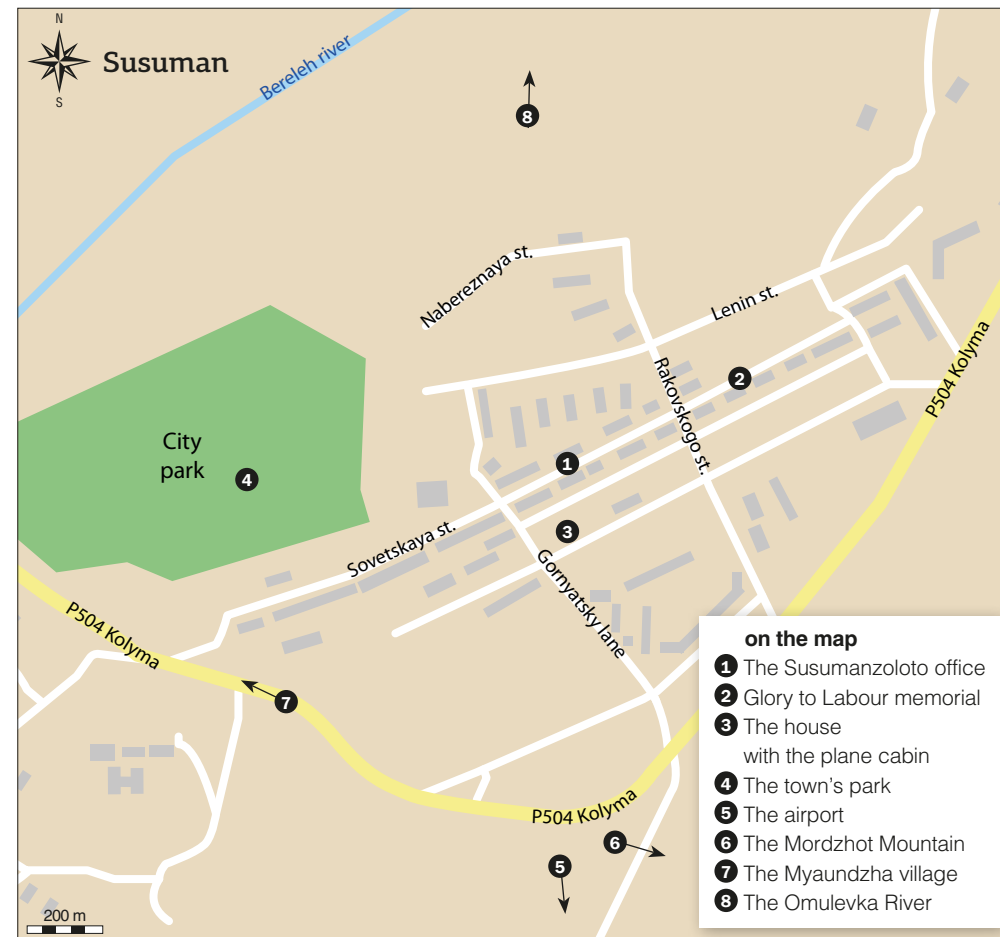 N
S
Susuman
Bereleh river
8
Nabereznaya st.
Lenin st.
P504 Kolyma
Rakovskogo st.
2
City
park
4
1
3
Sovetskaya st.
Gornyatsky lane
P504 Kolyma
7
P504 Kolyma
6
5
200 m
on the map
1 The Susumanzoloto office
2 Glory to Labour memorial
3 The house
with the plane cabin
4 The town's park
5 The airport
6 The Mordzhot Mountain
7 The Myaundzha village
8 The Omulevka River